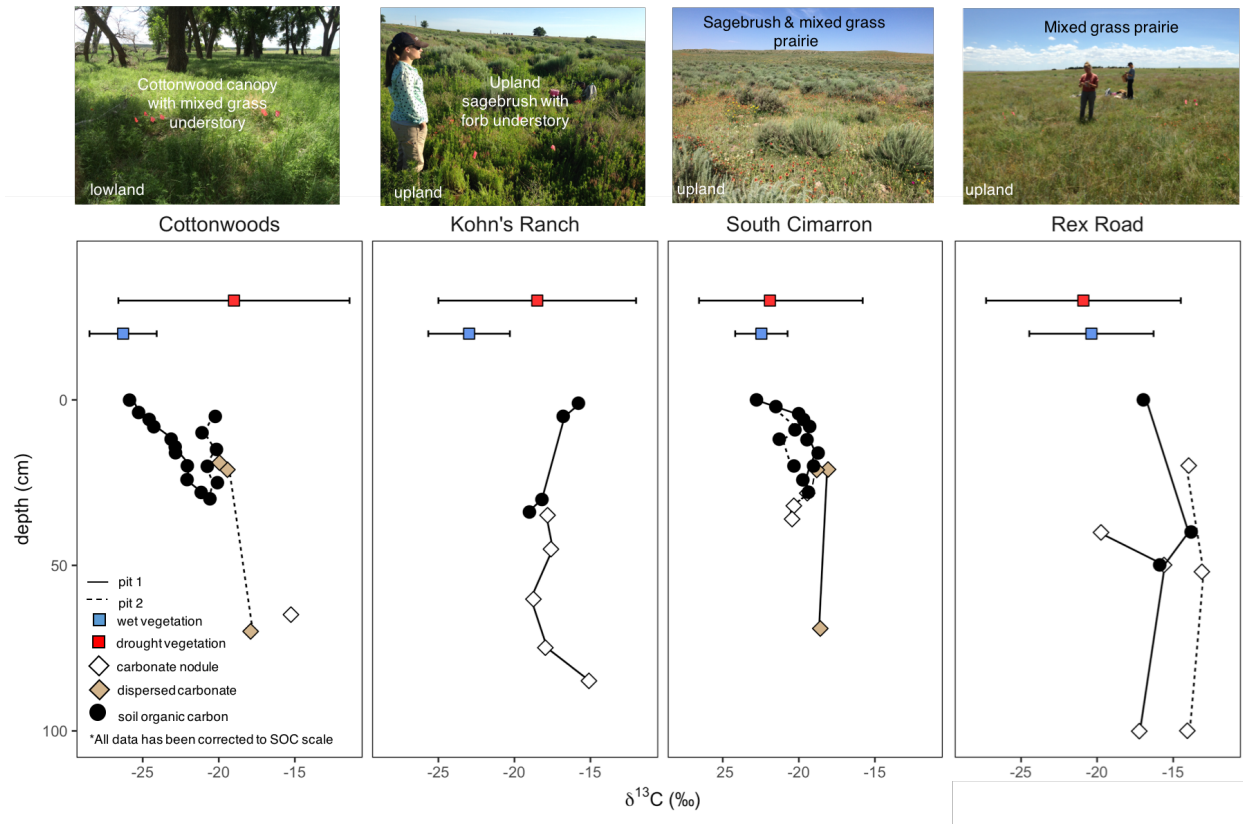 Cottonwood canopy
with mixed grass
understory
lowland
Upland
sagebrush with
forb understory
upland
Sagebrush & mixed grass
prairie
upland
Mixed grass prairie
upland
Cottonwoods
Kohn's Ranch
South Cimarron
Rex Road
0
50
100
depth (cm)
pit 1
pit 2
wet vegetation
drought vegetation
carbonate nodule
dispersed carbonate
soil organic carbon
*All data has been corrected to SOC scale
-25 -20 -15
-25 -20 -15
25 -20 -15
-25 -20 -15
δ¹³C (‰)